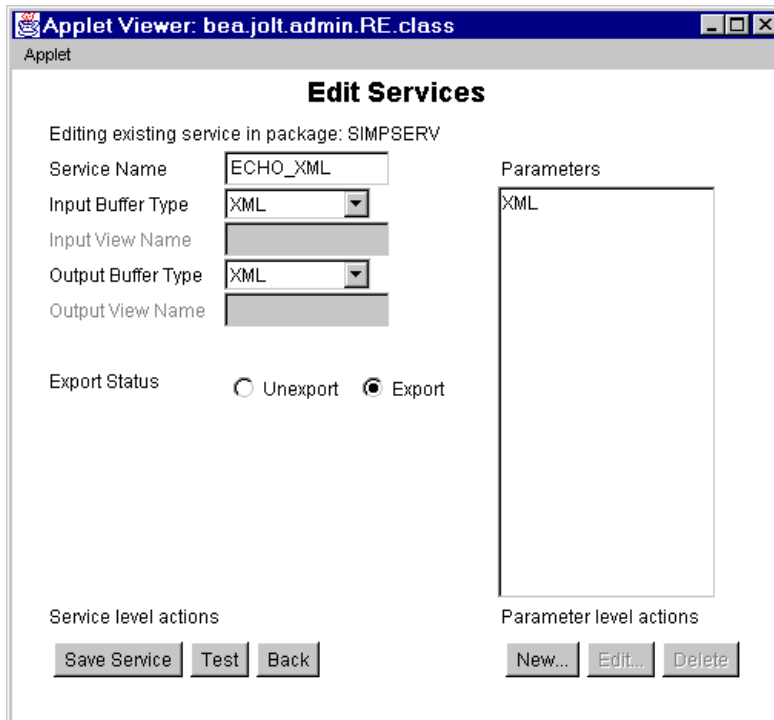 Applet Viewer: bea.jolt.admin.RE.class
Applet
Edit Services
Editing existing service in package: SIMPSERV
Service Name ECHO_XML
Parameters
Input Buffer Type XML
XML
Input View Name
Output Buffer Type XML
Output View Name
Export Status Unexport Export
Service level actions
Parameter level actions
Save Service Test Back
New... Edit... Delete